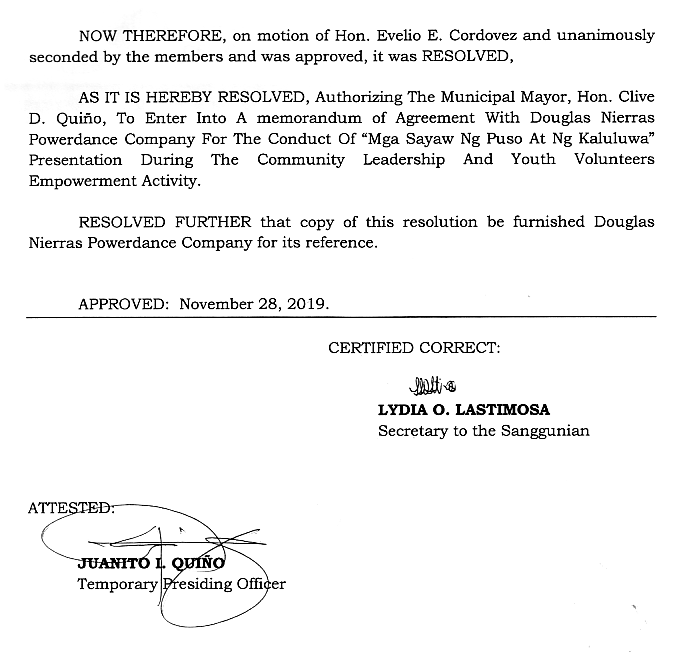 NOW THEREFORE, on motion of Hon. Evelio E. Cordovez and unanimously
seconded by the members and was approved, it was RESOLVED,
AS IT IS HEREBY RESOLVED, Authorizing The Municipal Mayor, Hon. Clive
D. Quiño, To Enter Into A memorandum of Agreement With Douglas Nierras
Powerdance Company For The Conduct Of “Mga Sayaw Ng Puso At Ng Kaluluwa”
Presentation During The Community Leadership And Youth Volunteers
Empowerment Activity.
RESOLVED FURTHER that copy of this resolution be furnished Douglas
Nierras Powerdance Company for its reference.
APPROVED: November 28, 2019.
CERTIFIED CORRECT:
LYDIA O. LASTIMOSA
Secretary to the Sanggunian
ATTESTED:
JUANITO I. QUIÑO
Temporary Presiding Officer